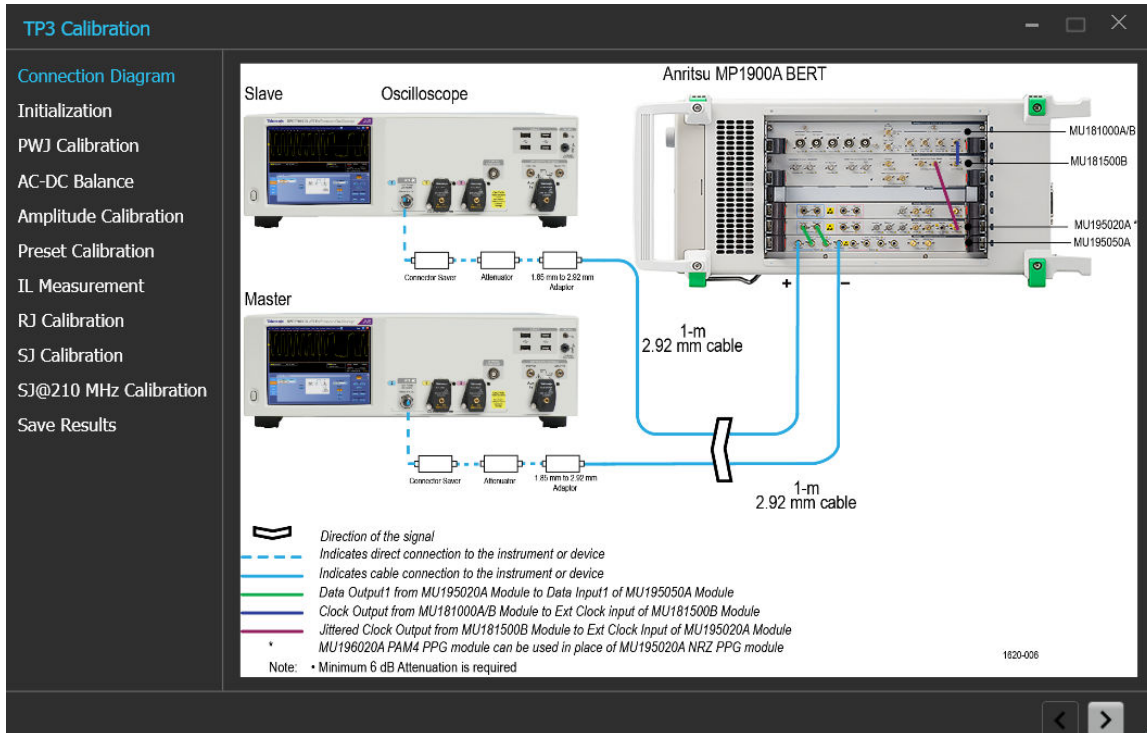 TP3 Calibration
Connection Diagram
Initialization
PWJ Calibration
AC-DC Balance
Amplitude Calibration
Preset Calibration
IL Measurement
RJ Calibration
SJ Calibration
SJ@210 MHz Calibration
Save Results
Anritsu MP1900A BERT
Slave Oscilloscope
MU181000A/B
MU181500B
MU195020A *
MU195050A
Connector Saver
Attenuator
1.85 mm to 2.92 mm
Adaptor
+ −
1-m
2.92 mm cable
Master
Connector Saver
Attenuator
1.85 mm to 2.92 mm
Adaptor
1-m
2.92 mm cable
Direction of the signal
Indicates direct connection to the instrument or device
Indicates cable connection to the instrument or device
Data Output1 from MU195020A Module to Data Input1 of MU195050A Module
Clock Output from MU181000A/B Module to Ext Clock input of MU181500B Module
Jittered Clock Output from MU181500B Module to Ext Clock Input of MU195020A Module
* MU196020A PAM4 PPG module can be used in place of MU195020A NRZ PPG module
Note: • Minimum 6 dB Attenuation is required
1620-006